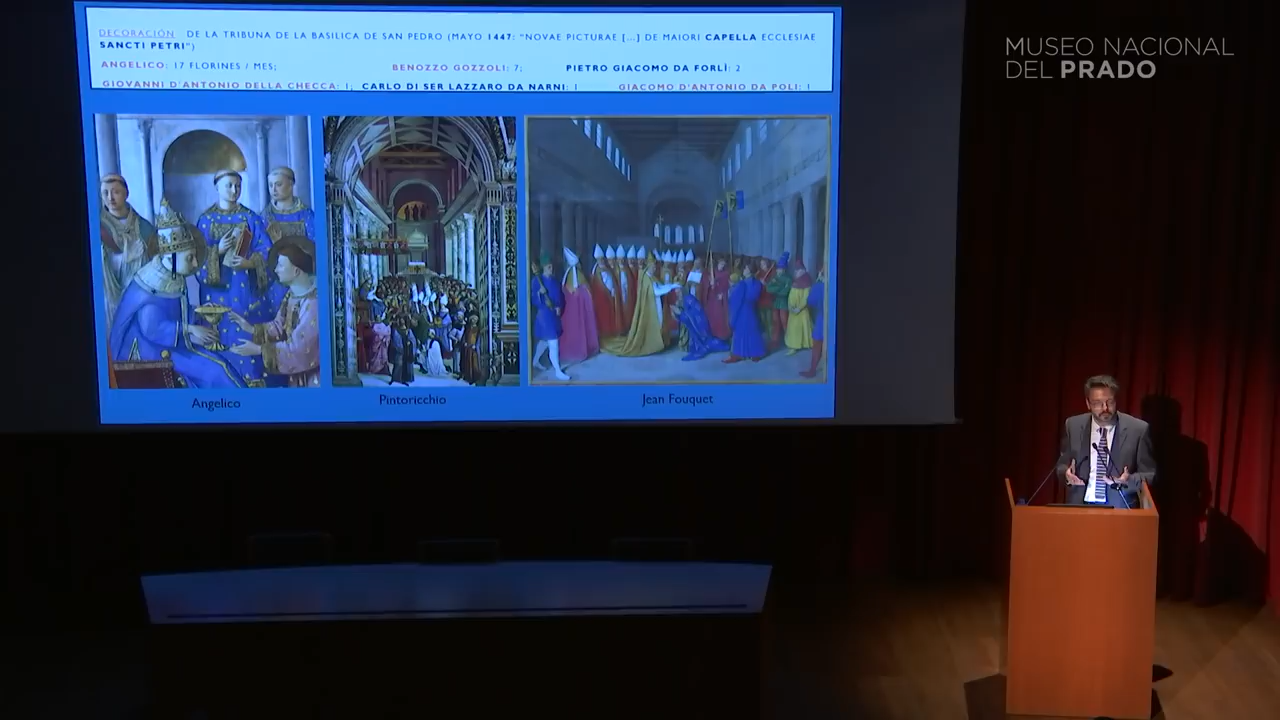 MUSEO NACIONAL
DEL PRADO
DECORACIÓN DE LA TRIBUNA DE LA BASILICA DE SAN PEDRO (MAYO 1447: "NOVAE PICTURAE [...] DE MAIORI CAPELLA ECCLESIAE
SANCTI PETRI")
ANGELICO: 17 FLORINES / MES; BENOZZO GOZZOLI: 7; PIETRO GIACOMO DA FORLÌ: 2
GIOVANNI D'ANTONIO DELLA CHECCA: 1; CARLO DI SER LAZZARO DA NARNI: 1 GIACOMO D'ANTONIO DA POLI: 1
Angelico Pintoricchio Jean Fouquet